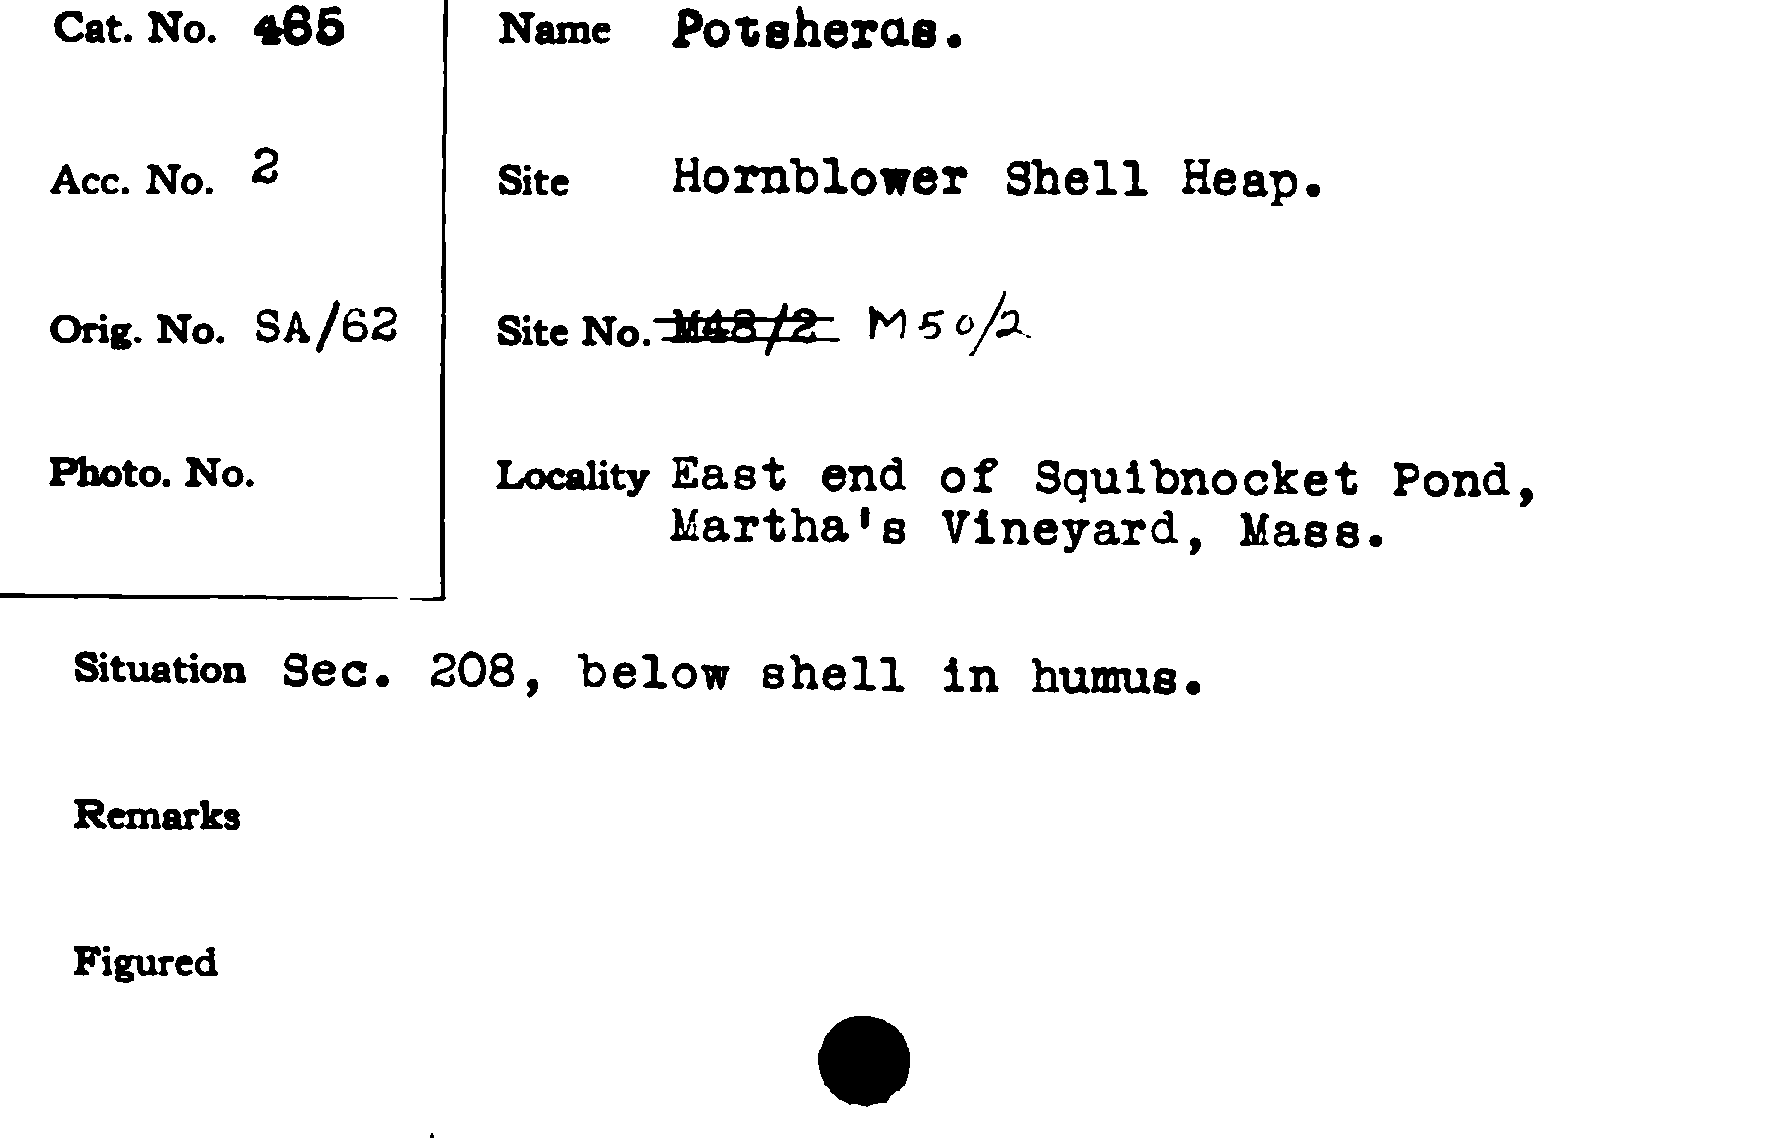 Cat. No. 465
Name Potsherds.
Acc. No. 2
Site Hornblower Shell Heap.
Orig. No. SA/62
Site No. M48/2 M50/2
Photo. No.
Locality East end of Squibnocket Pond,
Martha's Vineyard, Mass.
Situation Sec. 208, below shell in humus.
Remarks
Figured